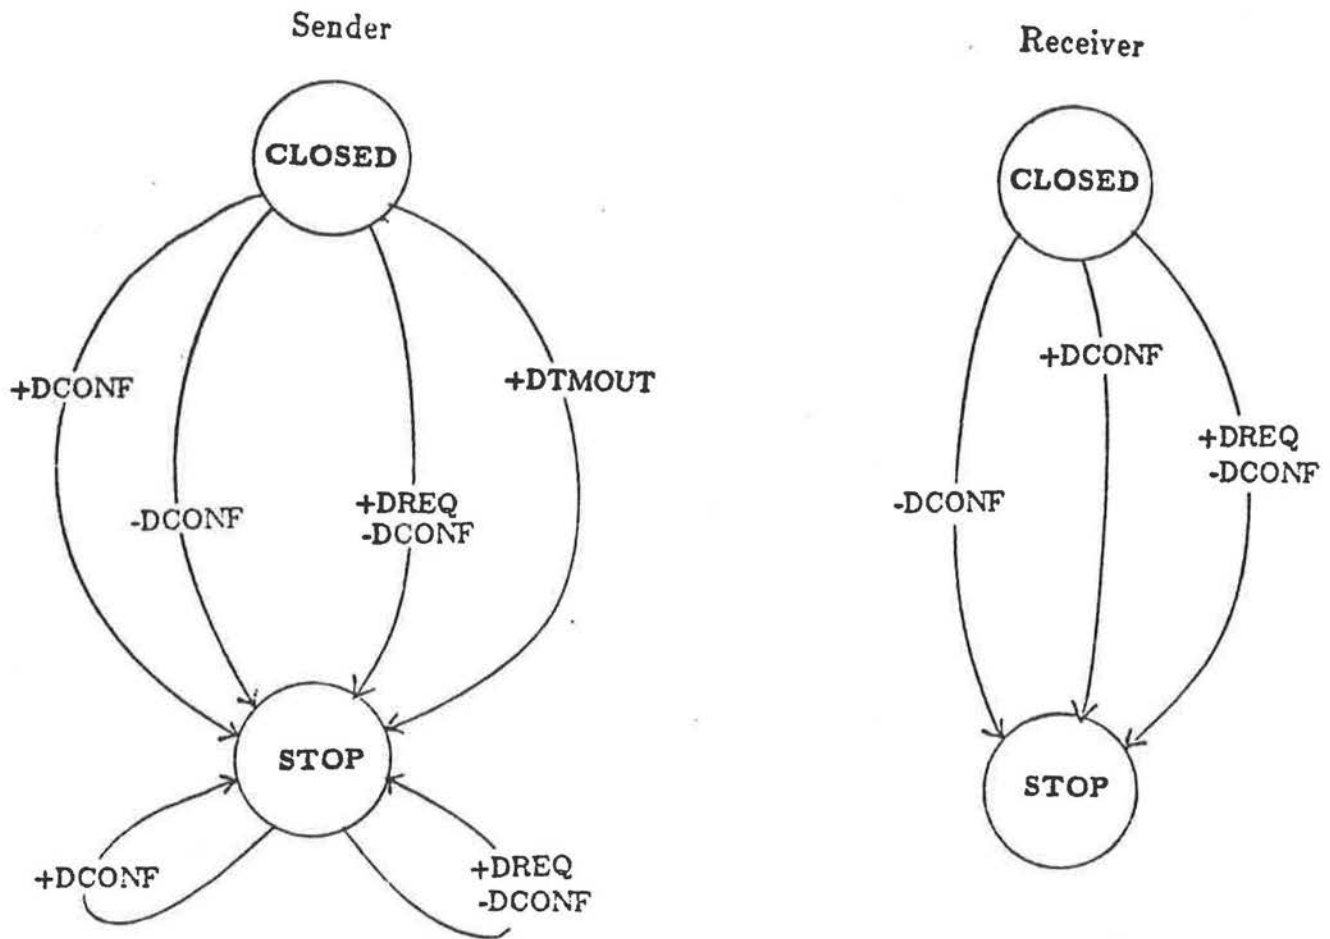 Sender
CLOSED
+DCONF
-DCONF
+DREQ
-DCONF
+DTMOUT
STOP
+DCONF
+DREQ
-DCONF
Receiver
CLOSED
-DCONF
+DCONF
+DREQ
-DCONF
STOP